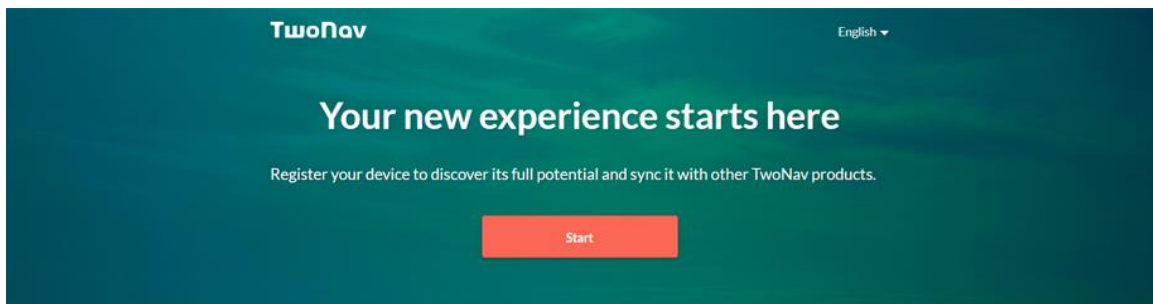 TwoNav
English
Your new experience starts here
Register your device to discover its full potential and sync it with other TwoNav products.
Start